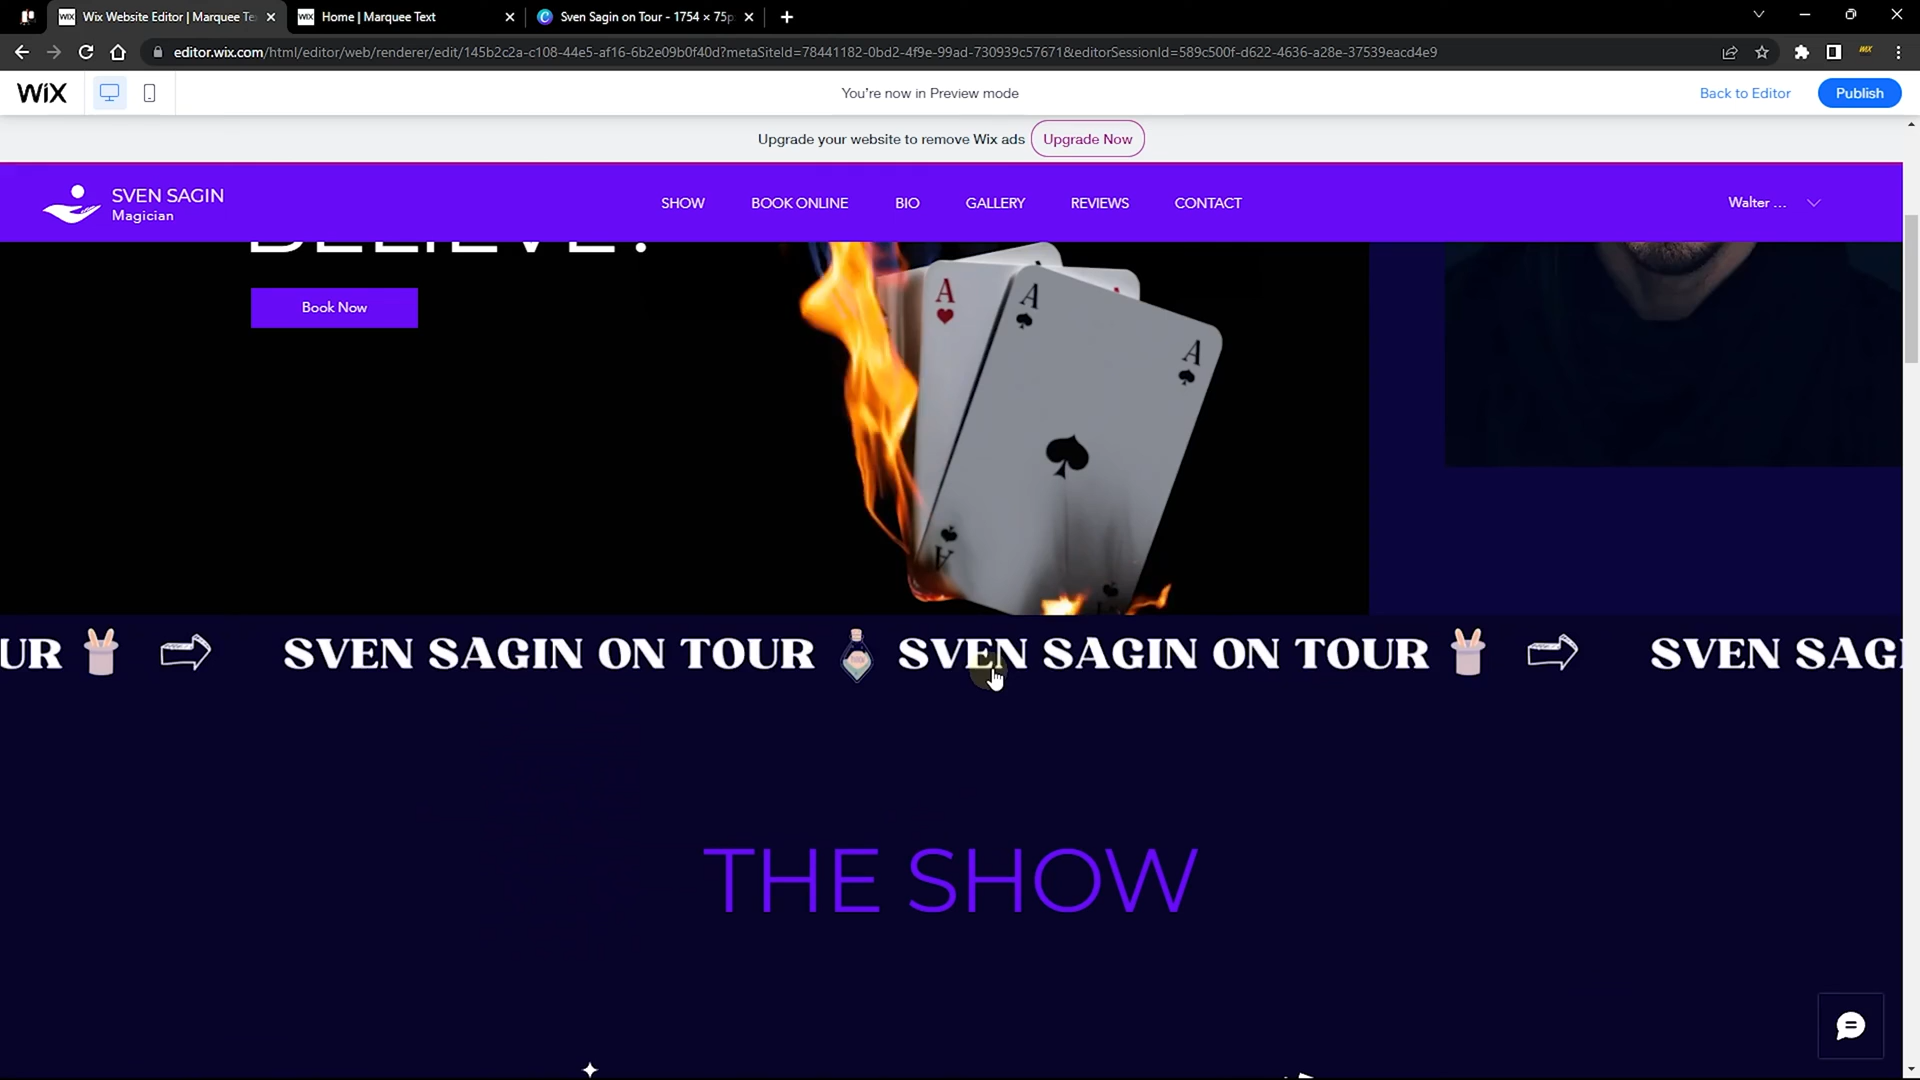 Wix Website Editor | Marquee Te
Home | Marquee Text
Sven Sagin on Tour - 1754 × 75p
editor.wix.com/html/editor/web/renderer/edit/145b2c2a-c108-44e5-af16-6b2e09b0f40d?metaSiteId=78441182-0bd2-4f9e-99ad-730939c57671&editorSessionId=589c500f-d622-4636-a28e-37539eacd4e9
WiX
You're now in Preview mode
Back to Editor
Publish
Upgrade your website to remove Wix ads
Upgrade Now
SVEN SAGIN
Magician
SHOW
BOOK ONLINE
BIO
GALLERY
REVIEWS
CONTACT
Walter ...
BELIEVE?
Book Now
A
A
A
A
UR
SVEN SAGIN ON TOUR
SVEN SAGIN ON TOUR
SVEN SAG
THE SHOW